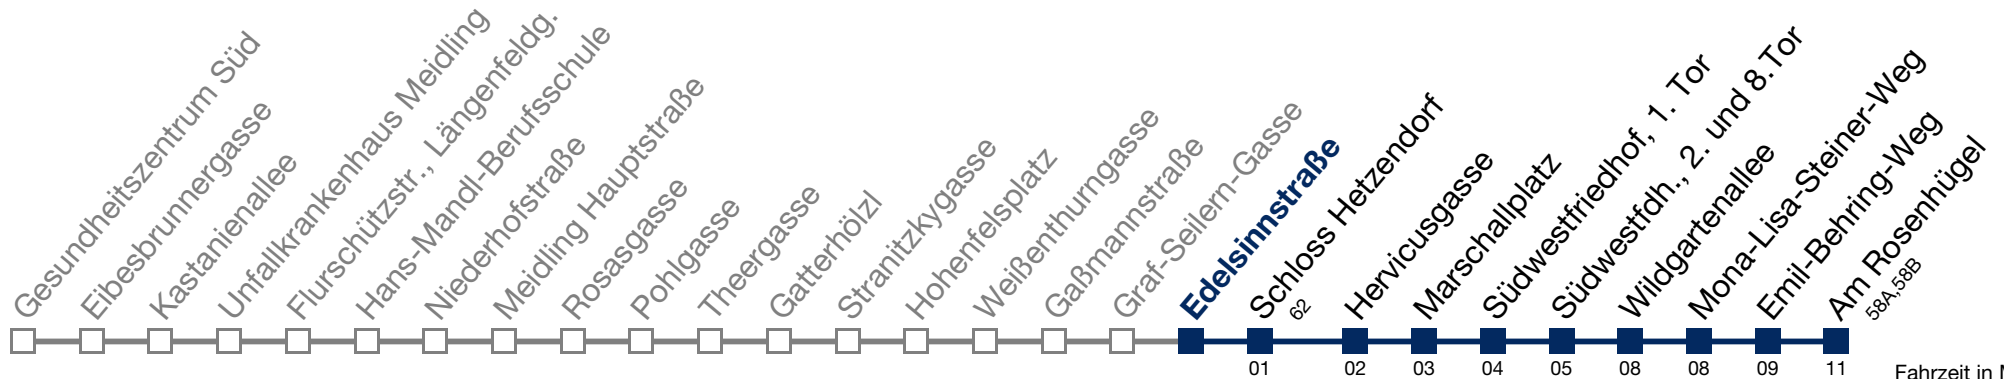 Gesundheitszentrum Süd
Eibesbrunnergasse
Kastanienallee
Unfallkrankenhaus Meidling
Flurschützstr., Längenfeldg.
Hans-Mandl-Berufsschule
Niederhofstraße
Meidling Hauptstraße
Rosasgasse
Pohlgasse
Theergasse
Gatterhölzl
Stranitzkygasse
Hohenfelsplatz
Weißenthurngasse
Gaßmannstraße
Graf-Seilern-Gasse
Edelsinnstraße
Schloss Hetzendorf
62
Hervicusgasse
Marschallplatz
Südwestfriedhof, 1. Tor
Südwestfdh., 2. und 8.Tor
Wildgartenallee
Mona-Lisa-Steiner-Weg
Emil-Behring-Weg
Am Rosenhügel
58A,58B
01 02 03 04 05 08 08 09 11
Fahrzeit in